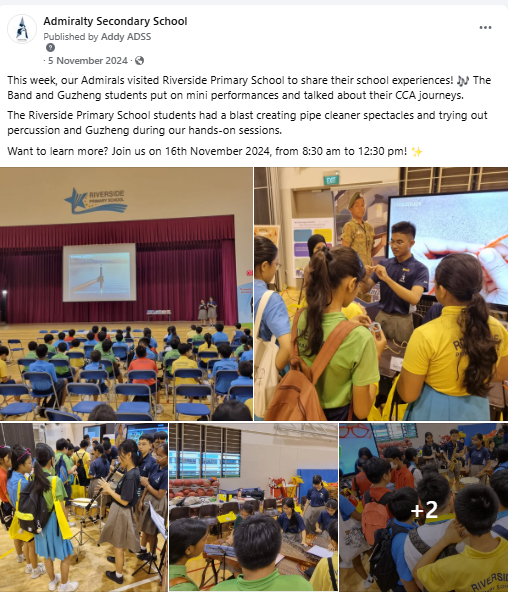 Admiralty Secondary School
Published by Addy ADSS
· 5 November 2024 ·
This week, our Admirals visited Riverside Primary School to share their school experiences! 🎶 The
Band and Guzheng students put on mini performances and talked about their CCA journeys.
The Riverside Primary School students had a blast creating pipe cleaner spectacles and trying out
percussion and Guzheng during our hands-on sessions.
Want to learn more? Join us on 16th November 2024, from 8:30 am to 12:30 pm! ✨
RIVERSIDE
PRIMARY SCHOOL
+2